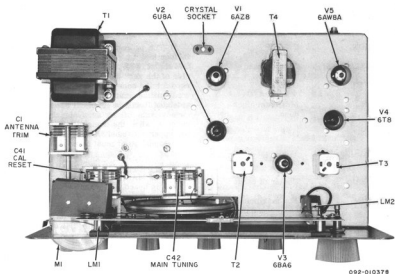 T1
CRYSTAL
SOCKET
V2
6U8A
V1
6AZ8
T4
V5
6AW8A
V4
6T8
C1
ANTENNA
TRIM
C41
CAL
RESET
T3
LM2
M1
LM1
C42
MAIN TUNING
T2
V3
6BA6
092-010378